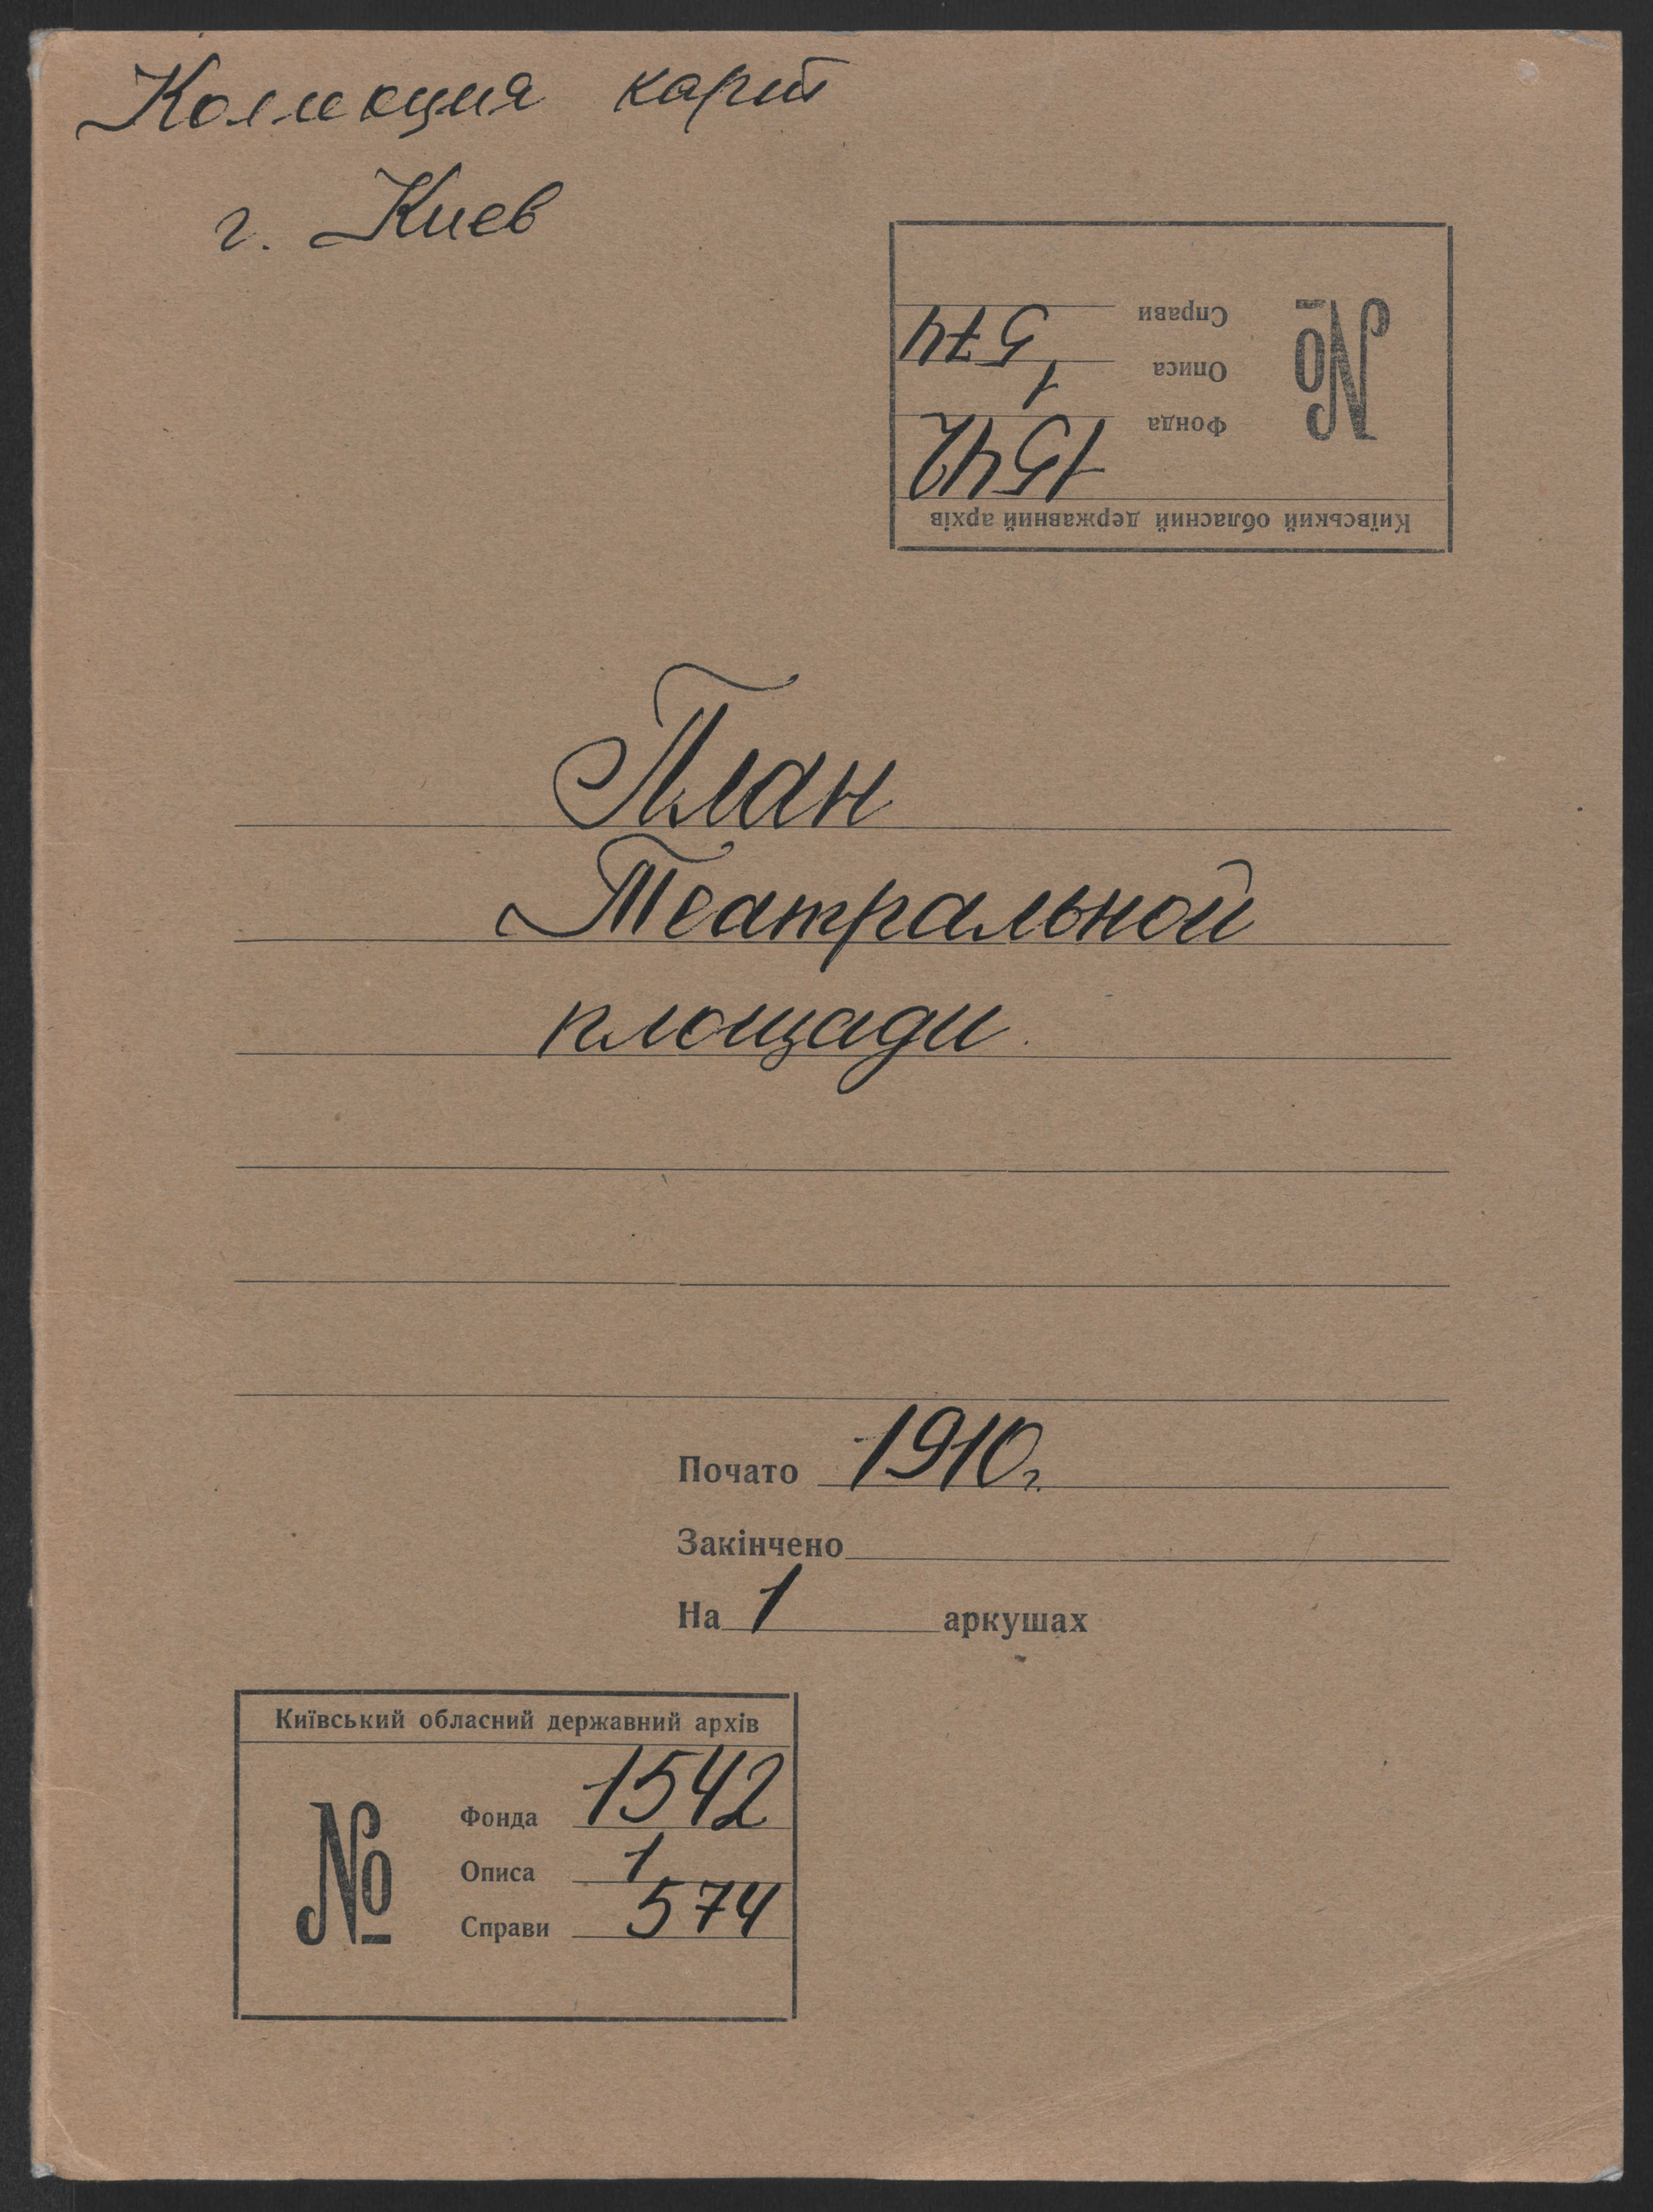 Коллекция карт
г. Киев
Київський обласний державний архів
№
Фонда 1542
Описа 1
Справи 574
План
Театральной
площади.
Почато 1910 г.
Закінчено
На 1 аркушах
Київський обласний державний архів
№
Фонда 1542
Описа 1
Справи 574